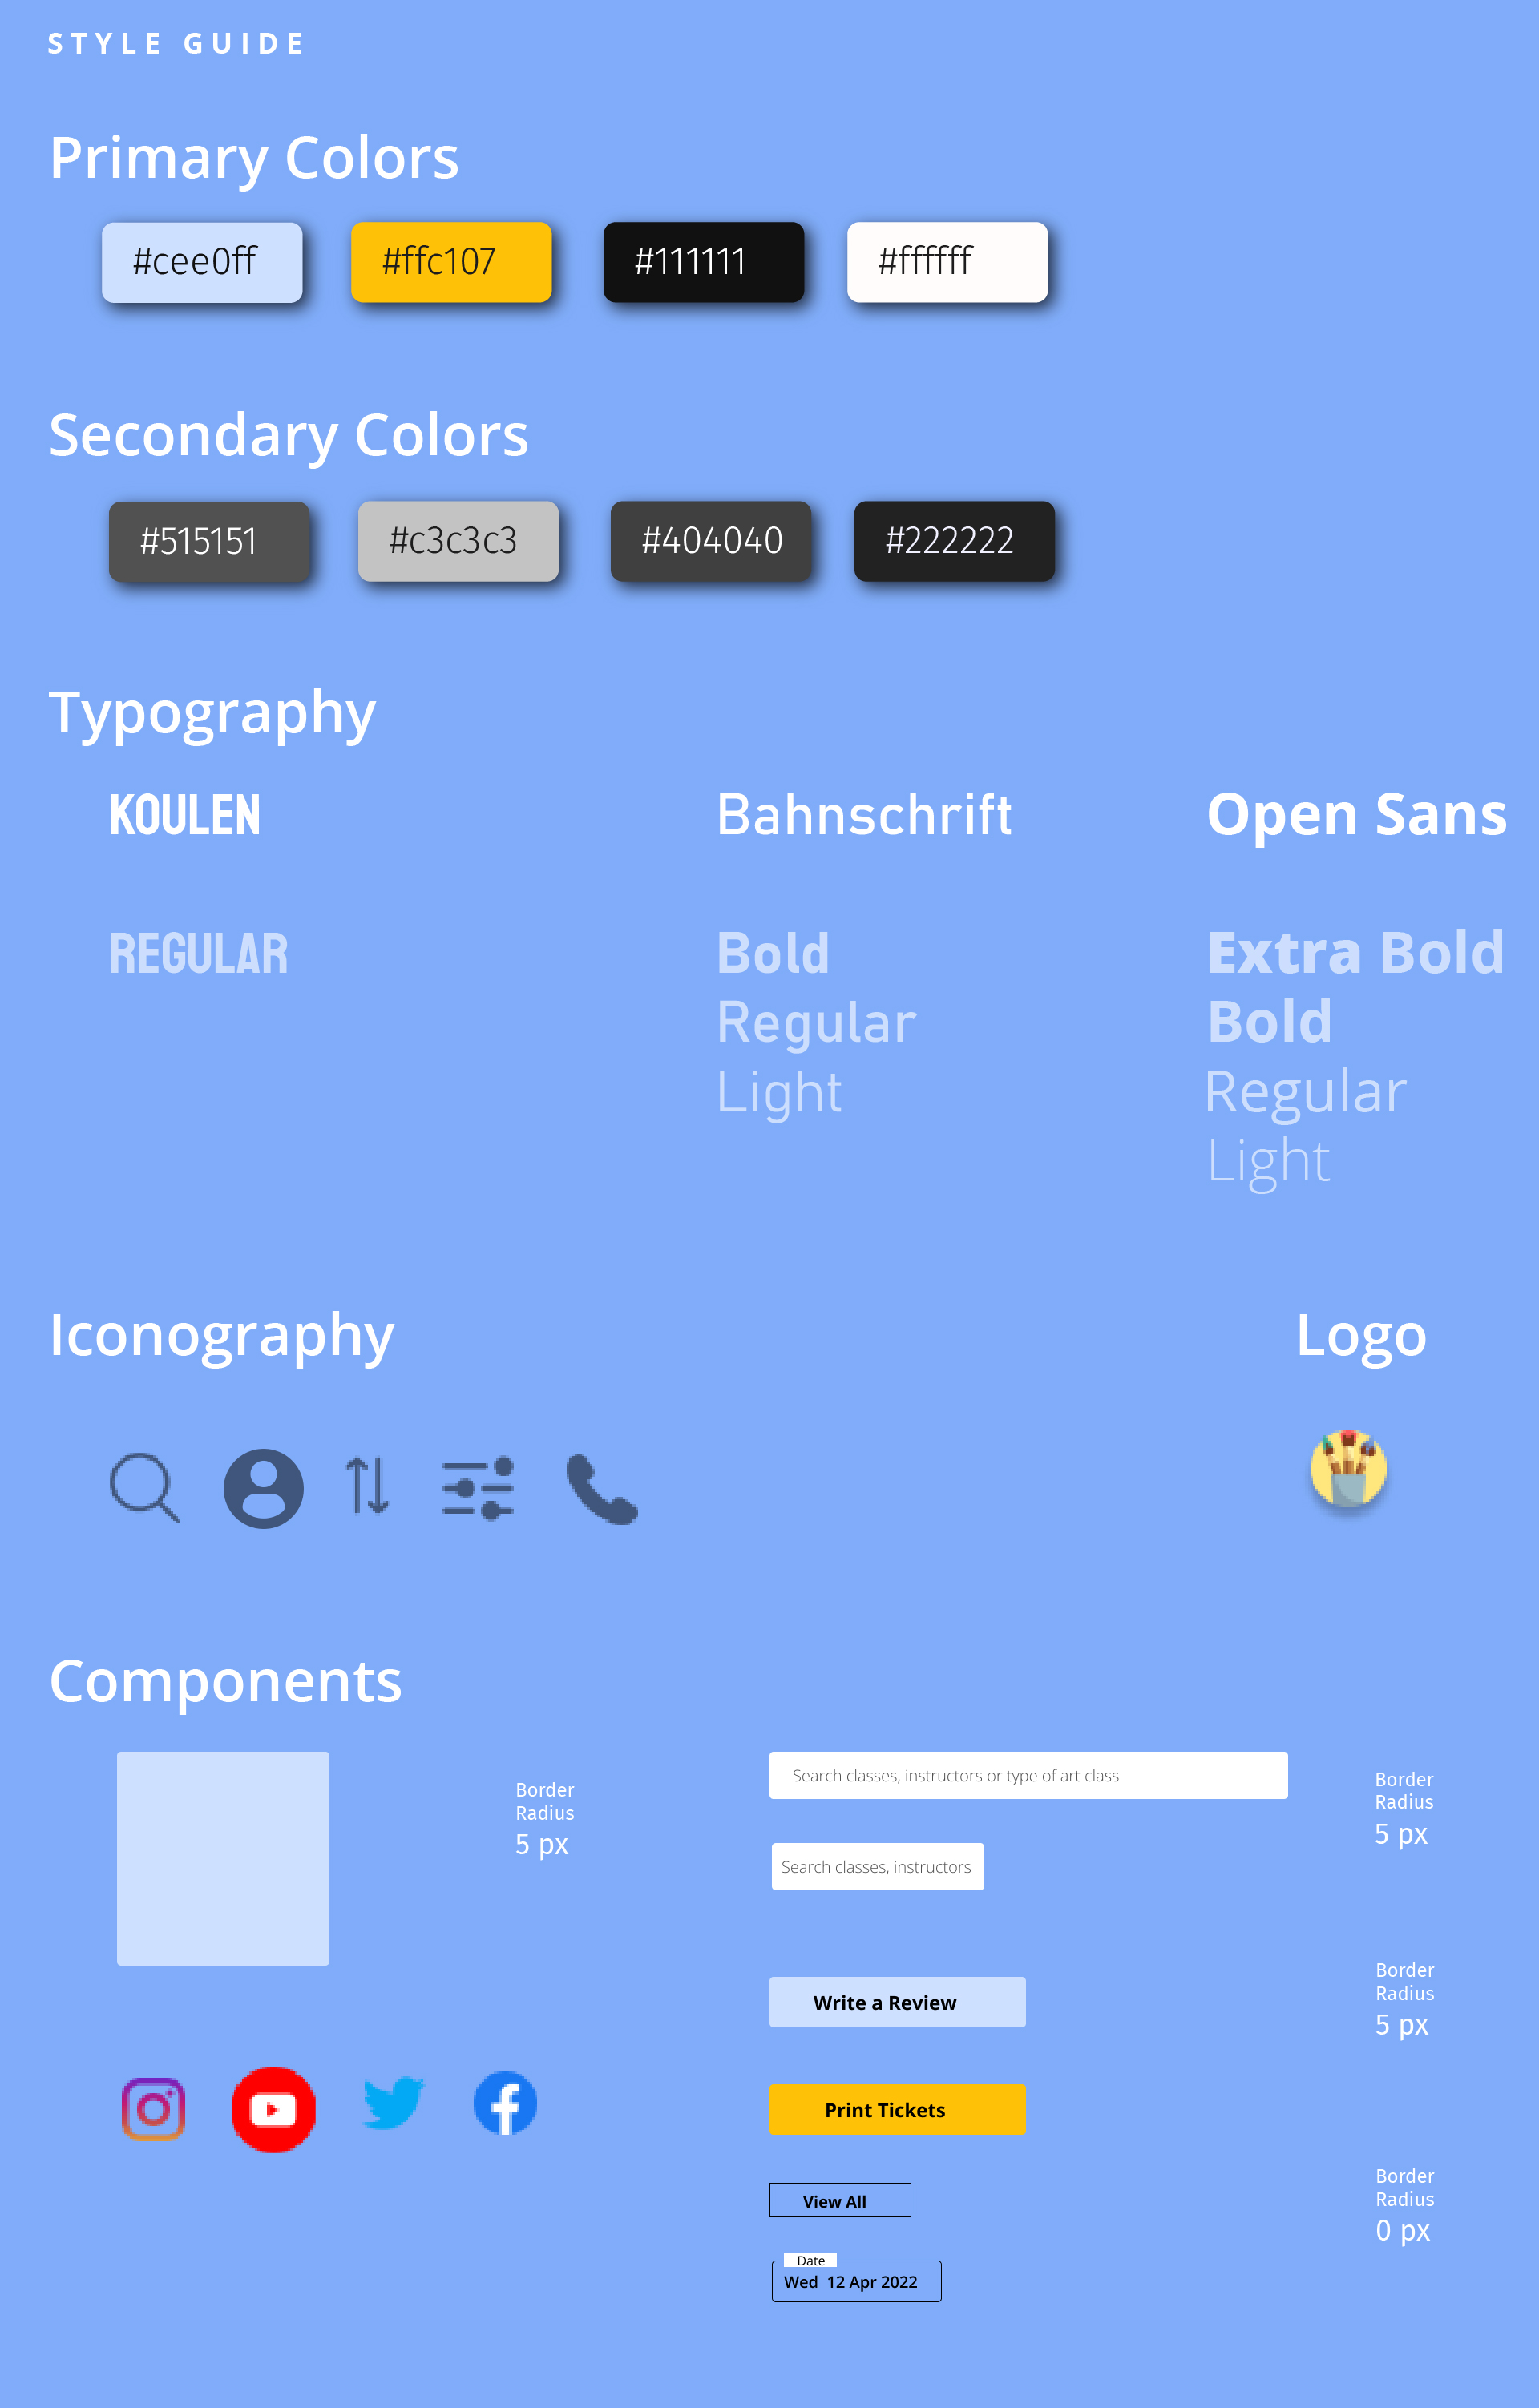 STYLE GUIDE
Primary Colors
#cee0ff
#ffc107
#111111
#ffffff
Secondary Colors
#515151
#c3c3c3
#404040
#222222
Typography
KOULEN
Bahnschrift
Open Sans
REGULAR
Bold
Regular
Light
Extra Bold
Bold
Regular
Light
Iconography
Logo
Components
Border
Radius
5 px
Search classes, instructors or type of art class
Search classes, instructors
Border
Radius
5 px
Write a Review
Border
Radius
5 px
Print Tickets
View All
Border
Radius
0 px
Date
Wed 12 Apr 2022